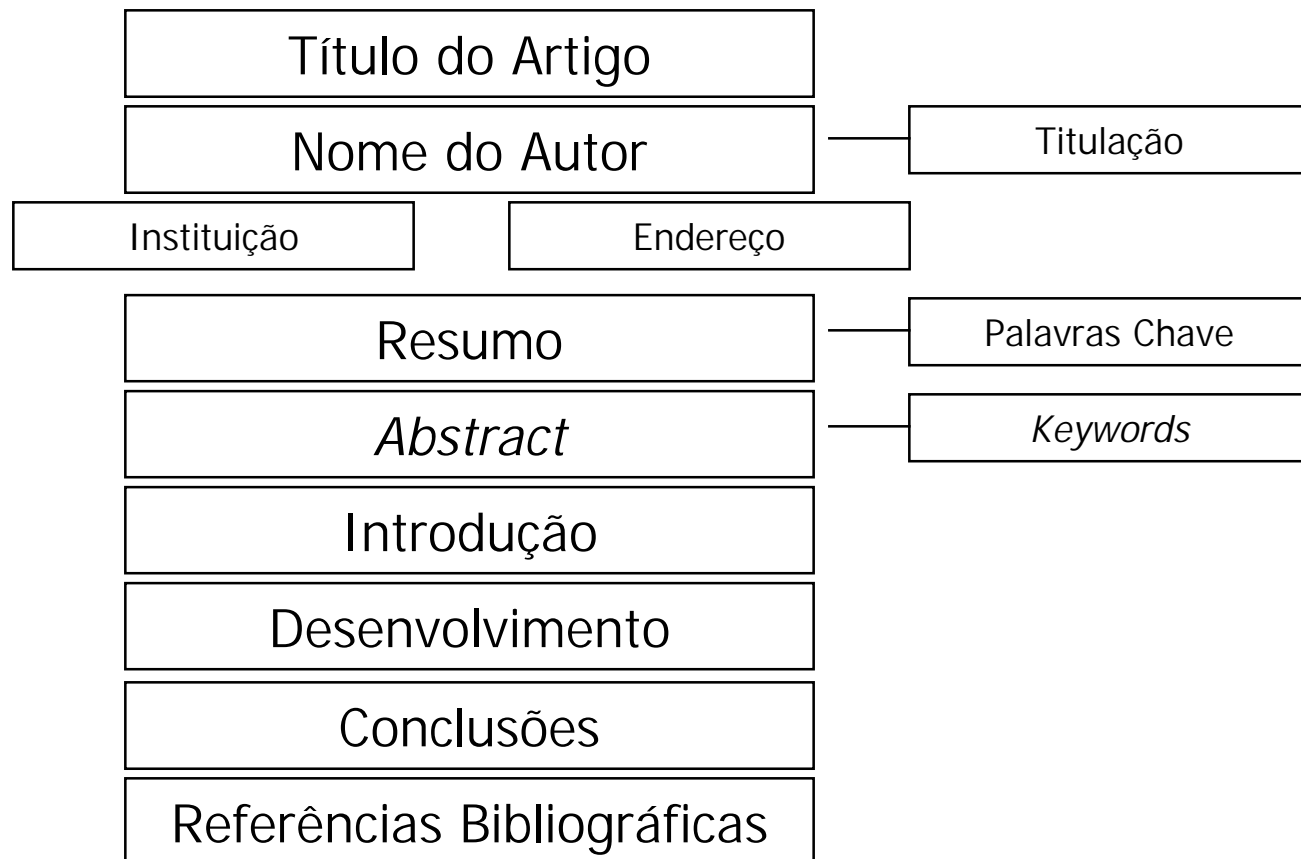 Título do Artigo
Nome do Autor
Titulação
Instituição
Endereço
Resumo
Palavras Chave
Abstract
Keywords
Introdução
Desenvolvimento
Conclusões
Referências Bibliográficas